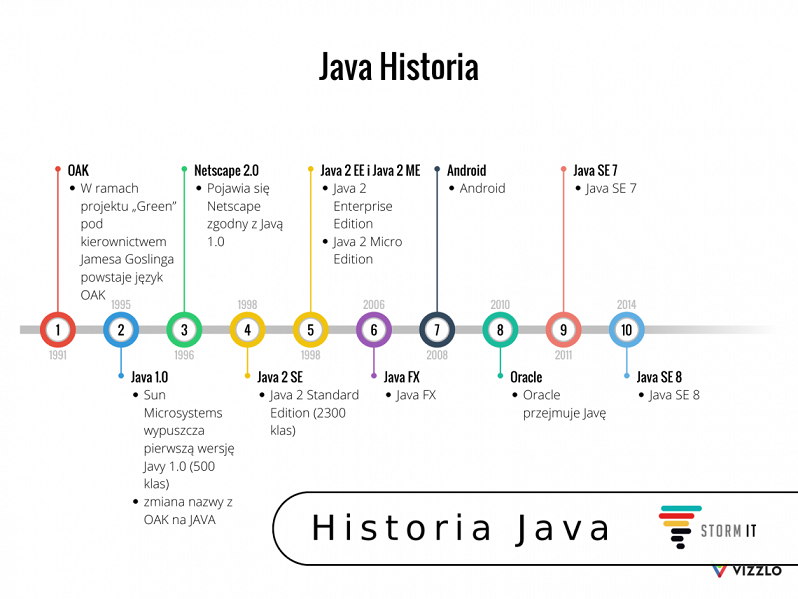 Java Historia
OAK
• W ramach
projektu „Green”
pod
kierownictwem
Jamesa Goslinga
powstaje język
OAK
Netscape 2.0
• Pojawia się
Netscape
zgodny z Javą
1.0
Java 2 EE i Java 2 ME
• Java 2
Enterprise
Edition
• Java 2 Micro
Edition
Android
• Android
Java SE 7
• Java SE 7
1995
1998
2006
2010
2014
1 2 3 4 5 6 7 8 9 10
1991
1996
1998
2008
2011
Java 1.0
• Sun
Microsystems
wypuszcza
pierwszą wersję
Javy 1.0 (500
klas)
• zmiana nazwy z
OAK na JAVA
Java 2 SE
• Java 2 Standard
Edition (2300
klas)
Java FX
• Java FX
Oracle
• Oracle
przejmuje Javę
Java SE 8
• Java SE 8
Historia Java
STORM IT
VIZZLO